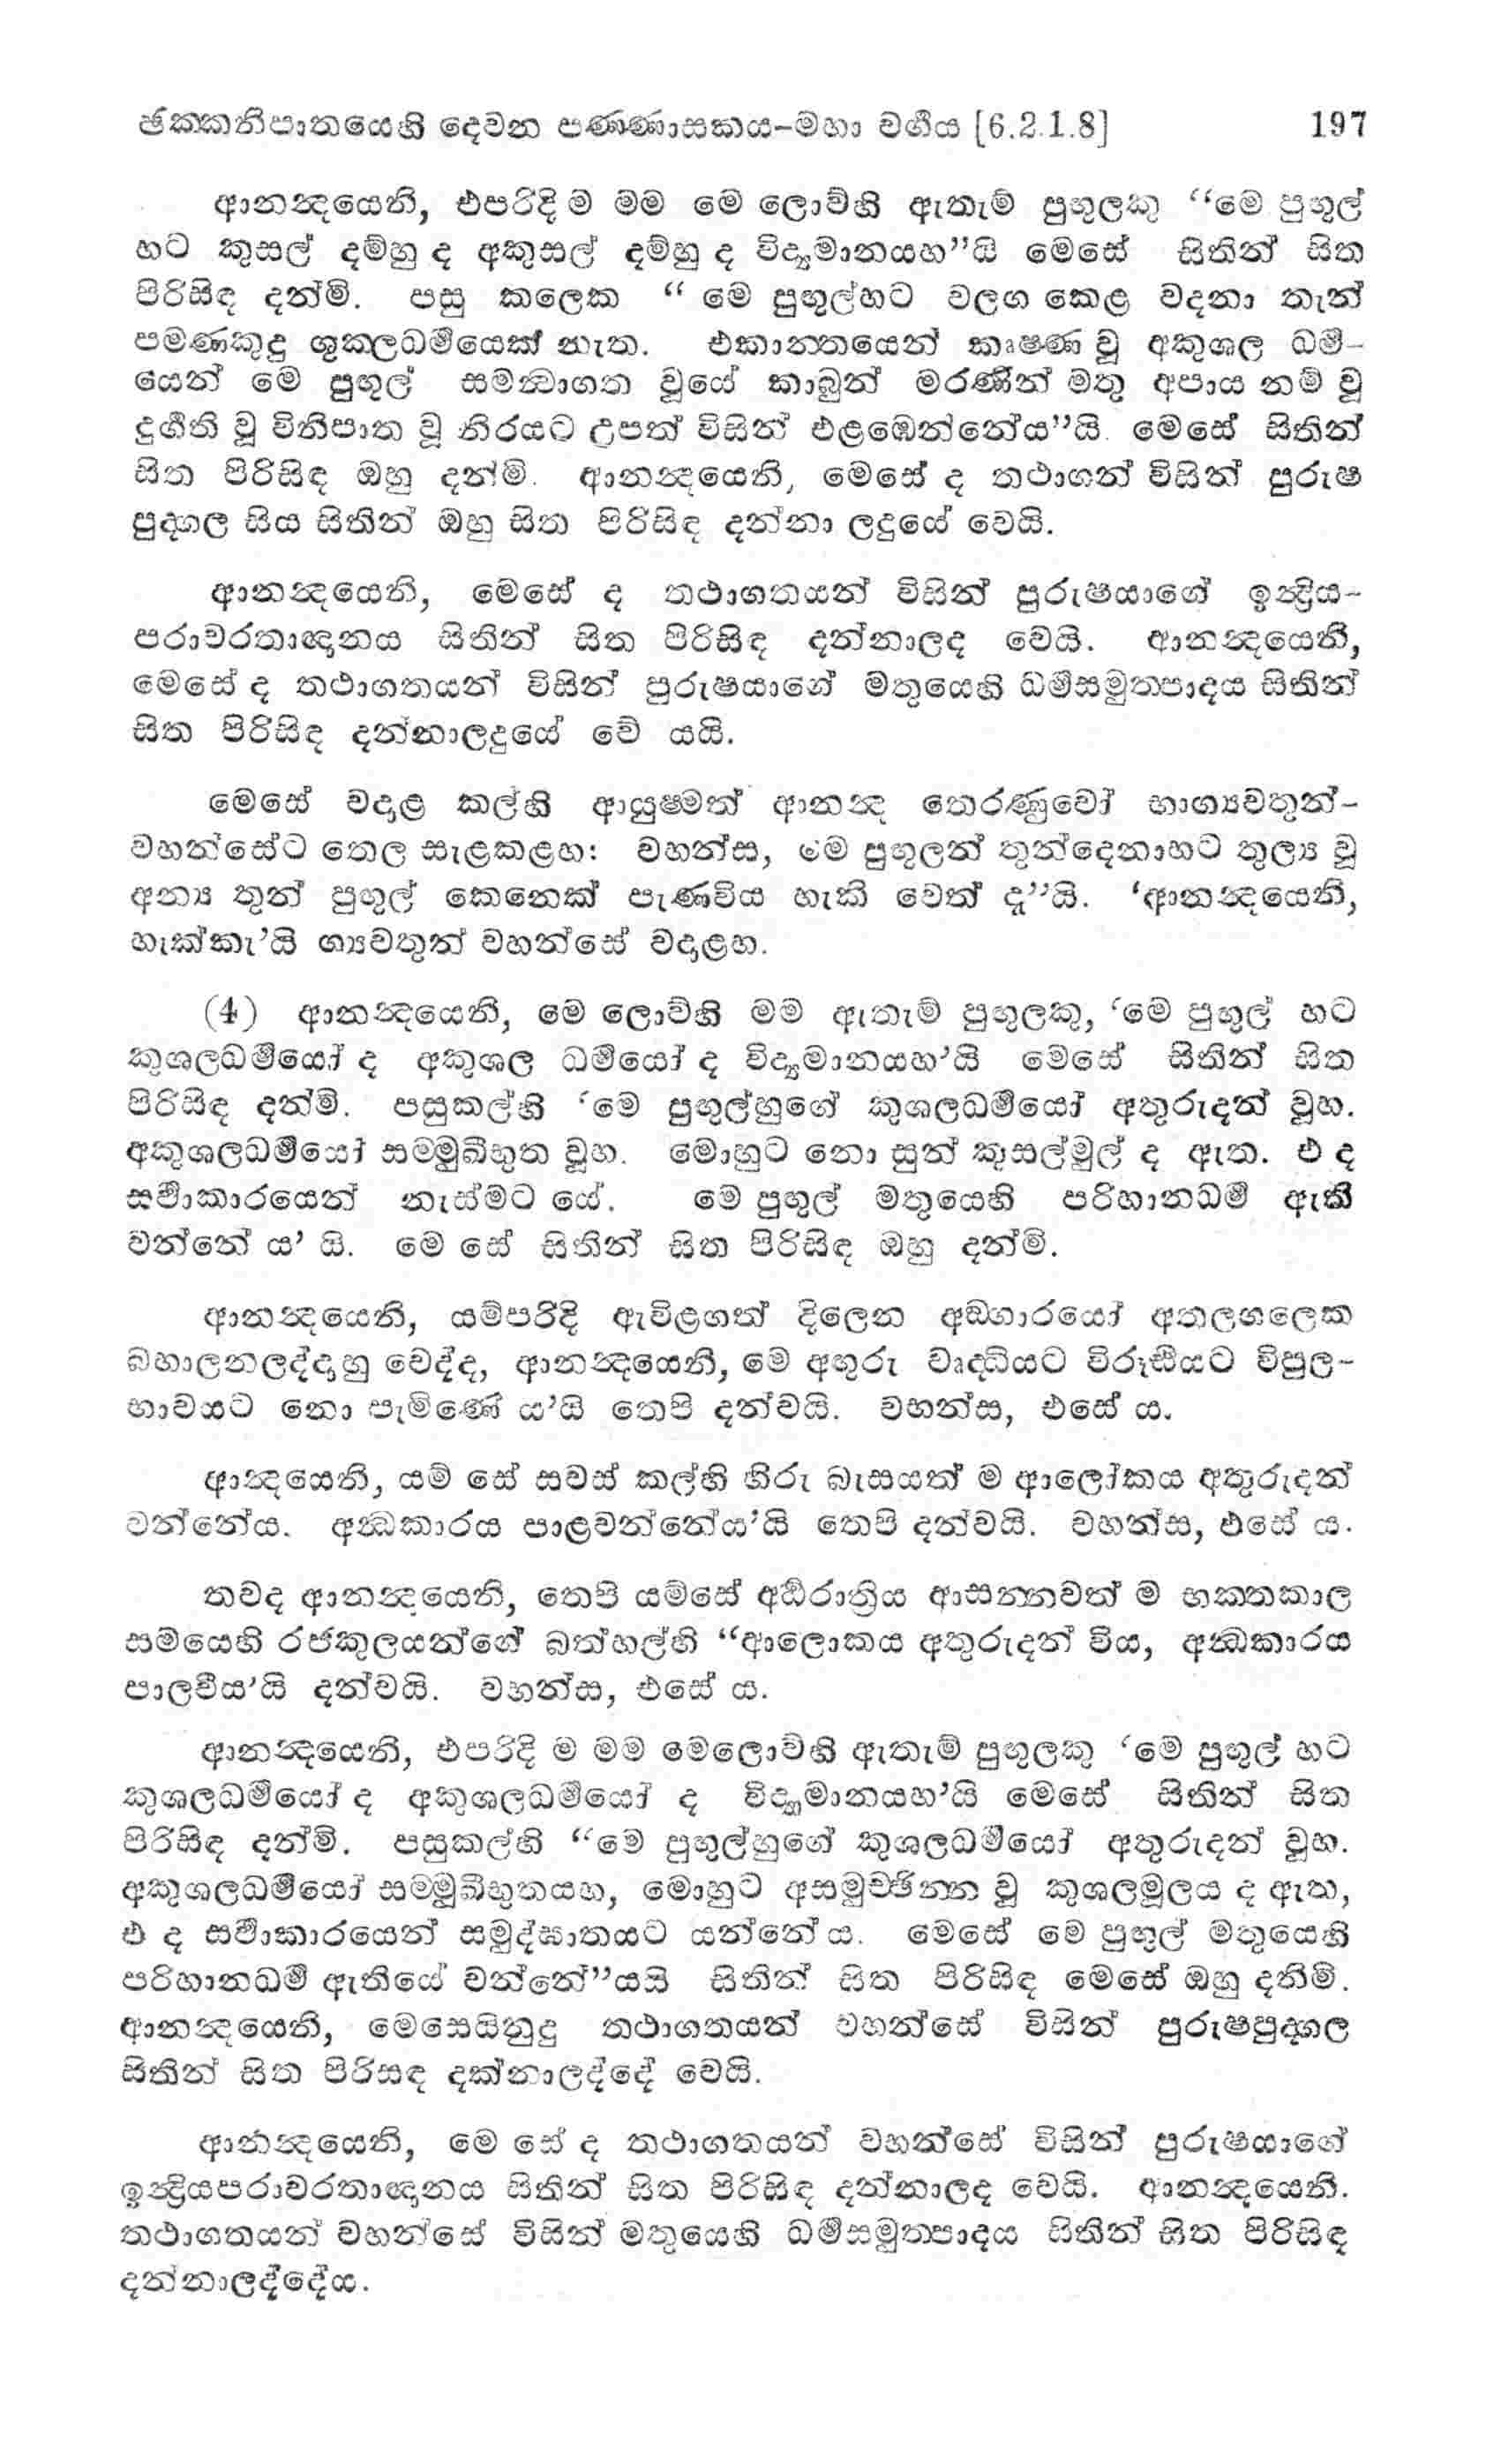 ඡක්කනිපාතයෙහි දෙවන පණ්ණාසකය-මහා වර්ගය [6.2.1.8] 197
ආනන්දයෙනි, එපරිදි ම මම මෙ ලොව්හි ඇතැම් පුඟුලකු “මෙ පුඟුල්
හට කුසල් දම්හු ද අකුසල් දම්හු ද විද්‍යමානයහ”යි මෙසේ සිතින් සිත
පිරිසිඳ දන්මි. පසු කලෙක “ මෙ පුඟුල්හට වලග කෙළ වදනා තැන්
පමණකුදු ශුක්ලධර්මයෙක් නැත. එකාන්තයෙන් කෘෂ්ණ වූ අකුශල ධර්ම-
යෙන් මෙ පුඟුල් සමන්වාගත වූයේ කාබුන් මරණින් මතු අපාය නම් වූ
දුර්ගති වූ විනිපාත වූ නිරයට උපත් විසින් එළඹෙන්නේය”යි. මෙසේ සිතින්
සිත පිරිසිඳ ඔහු දන්මි. ආනන්දයෙනි, මෙසේ ද තථාගත් විසින් පුරුෂ
පුද්ගල සිය සිතින් ඔහු සිත පිරිසිඳ දන්නා ලදුයේ වෙයි.
ආනන්දයෙනි, මෙසේ ද තථාගතයන් විසින් පුරුෂයාගේ ඉන්ද්‍රිය-
පරාවරතාඥානය සිතින් සිත පිරිසිඳ දන්නාලද වෙයි. ආනන්දයෙනි,
මෙසේ ද තථාගතයන් විසින් පුරුෂයාගේ මතුයෙහි ධර්මසමුත්පාදය සිතින්
සිත පිරිසිඳ දන්නාලදුයේ වේ යයි.
මෙසේ වදාළ කල්හි ආයුෂ්මත් ආනන්ද තෙරණුවෝ භාග්‍යවතුන්-
වහන්සේට තෙල සැළකළහ: වහන්ස, මෙ පුඟුලන් තුන්දෙනාහට තුල්‍ය වූ
අන්‍ය තුන් පුඟුල් කෙනෙක් පැණවිය හැකි වෙත් දැ”යි. ‘ආනන්දයෙනි,
හැක්කැ’යි ග්‍යවතුන් වහන්සේ වදාළහ.
(4) ආනන්දයෙනි, මෙ ලොව්හි මම ඇතැම් පුඟුලකු, ‘මෙ පුඟුල් හට
කුශලධර්මයෝ ද අකුශල ධර්මයෝ ද විද්‍යමානයහ’යි මෙසේ සිතින් සිත
පිරිසිඳ දන්මි. පසුකල්හි ‘මෙ පුඟුල්හුගේ කුශලධර්මයෝ අතුරුදන් වූහ.
අකුශලධර්මයෝ සම්මුඛීභූත වූහ. මොහුට නො සුන් කුසල්මුල් ද ඇත. එ ද
සර්වාකාරයෙන් නැස්මට යේ. මෙ පුඟුල් මතුයෙහි පරිහානධර්ම ඇති
වන්නේ ය’ යි. මෙ සේ සිතින් සිත පිරිසිඳ ඔහු දන්මි.
ආනන්දයෙනි, යම්පරිදි ඇවිළගත් දිලෙන අඞ්ගාරයෝ අතලගලෙක
බහාලනලද්දාහු වෙද්ද, ආනන්දයෙනි, මෙ අඟුරු වෘද්ධියට විරූඪියට විපුල-
භාවයට නො පැමිණේ ය’යි තෙපි දන්වයි. වහන්ස, එසේ ය.
ආන්දයෙනි, යම් සේ සවස් කල්හි හිරු බැසයත් ම ආලෝකය අතුරුදන්
වන්නේය. අන්ධකාරය පාළවන්නේය’යි තෙපි දන්වයි. වහන්ස, එසේ ය.
තවද ආනන්දයෙනි, තෙපි යම්සේ අර්ධරාත්‍රිය ආසන්නවත් ම භක්තකාල
සමයෙහි රජකුලයන්ගේ බත්හල්හි “ආලොකය අතුරුදන් විය, අන්ධකාරය
පාලවීය’යි දන්වයි. වහන්ස, එසේ ය.
ආනන්දයෙනි, එපරිදි ම මම මෙලොව්හි ඇතැම් පුඟුලකු ‘මේ පුඟුල් හට
කුශලධර්මයෝ ද අකුශලධර්මයෝ ද විද්‍යමානයහ’යි මෙසේ සිතින් සිත
පිරිසිඳ දන්මි. පසුකල්හි “මෙ පුඟුල්හුගේ කුශලධර්මයෝ අතුරුදන් වූහ.
අකුශලධර්මයෝ සම්මුඛීභූතයහ, මොහුට අසමුච්ඡින්න වූ කුශලමූලය ද ඇත,
එ ද සර්වාකාරයෙන් සමුද්ඝාතයට යන්නේ ය. මෙසේ මෙ පුඟුල් මතුයෙහි
පරිහානධර්ම ඇතියේ වන්නේ”යයි සිතින් සිත පිරිසිඳ මෙසේ ඔහු දනිමි.
ආනන්දයෙනි, මෙසෙයිනුදු තථාගතයන් වහන්සේ විසින් පුරුෂපුද්ගල
සිතින් සිත පිරිසඳ දක්නාලද්දේ වෙයි.
ආනන්දයෙනි, මෙ සේ ද තථාගතයන් වහන්සේ විසින් පුරුෂයාගේ
ඉන්ද්‍රියපරාවරතාඥානය සිතින් සිත පිරිසිඳ දන්නාලද වෙයි. ආනන්දයෙනි.
තථාගතයන් වහන්සේ විසින් මතුයෙහි ධර්මසමුත්පාදය සිතින් සිත පිරිසිඳ
දන්නාලද්දේය.